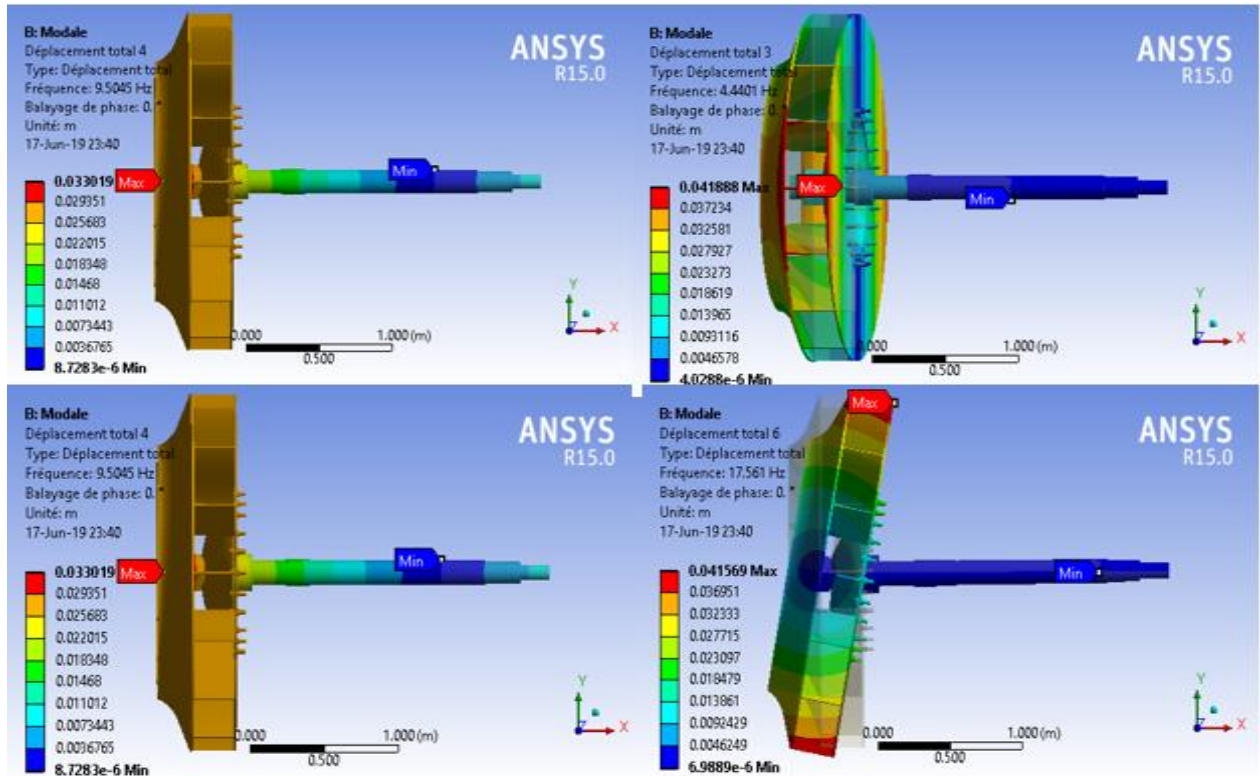 B: Modale
Déplacement total 4
Type: Déplacement total
Fréquence: 9.5045 Hz
Balayage de phase: 0. °
Unité: m
17-Jun-19 23:40
ANSYS
R15.0
0.033019
0.029351
0.025683
0.022015
0.018348
0.01468
0.011012
0.0073443
0.0036765
8.7283e-6 Min
Max
Min
0.000
0.500
1.000 (m)
Y
Z
X
B: Modale
Déplacement total 3
Type: Déplacement total
Fréquence: 4.4401 Hz
Balayage de phase: 0.
Unité: m
17-Jun-19 23:40
ANSYS
R15.0
0.041888 Max
0.037234
0.032581
0.027927
0.023273
0.018619
0.013965
0.0093116
0.0046578
4.0288e-6 Min
Max
Min
0.000
0.500
1.000 (m)
Y
Z
X
B: Modale
Déplacement total 4
Type: Déplacement total
Fréquence: 9.5045 Hz
Balayage de phase: 0. °
Unité: m
17-Jun-19 23:40
ANSYS
R15.0
0.033019
0.029351
0.025683
0.022015
0.018348
0.01468
0.011012
0.0073443
0.0036765
8.7283e-6 Min
Max
Min
0.000
0.500
1.000 (m)
Y
Z
X
B: Modale
Déplacement total 6
Type: Déplacement total
Fréquence: 17.561 Hz
Balayage de phase: 0. °
Unité: m
17-Jun-19 23:40
ANSYS
R15.0
0.041569 Max
0.036951
0.032333
0.027715
0.023097
0.018479
0.013861
0.0092429
0.0046249
6.9889e-6 Min
Max
Min
0.000
0.500
1.000 (m)
Y
Z
X